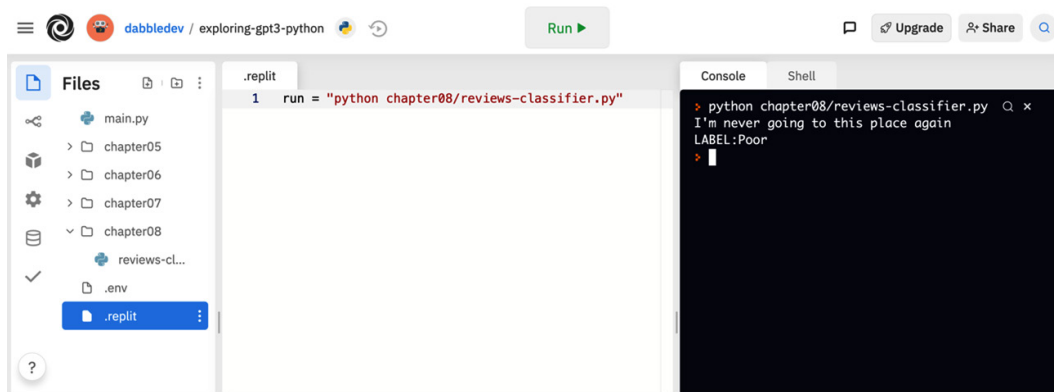 dabbledev / exploring-gpt3-python
Run
Upgrade
Share
Files
main.py
chapter05
chapter06
chapter07
chapter08
reviews-cl...
.env
.replit
?
.replit
1 run = "python chapter08/reviews-classifier.py"
Console Shell
python chapter08/reviews-classifier.py
I'm never going to this place again
LABEL:Poor